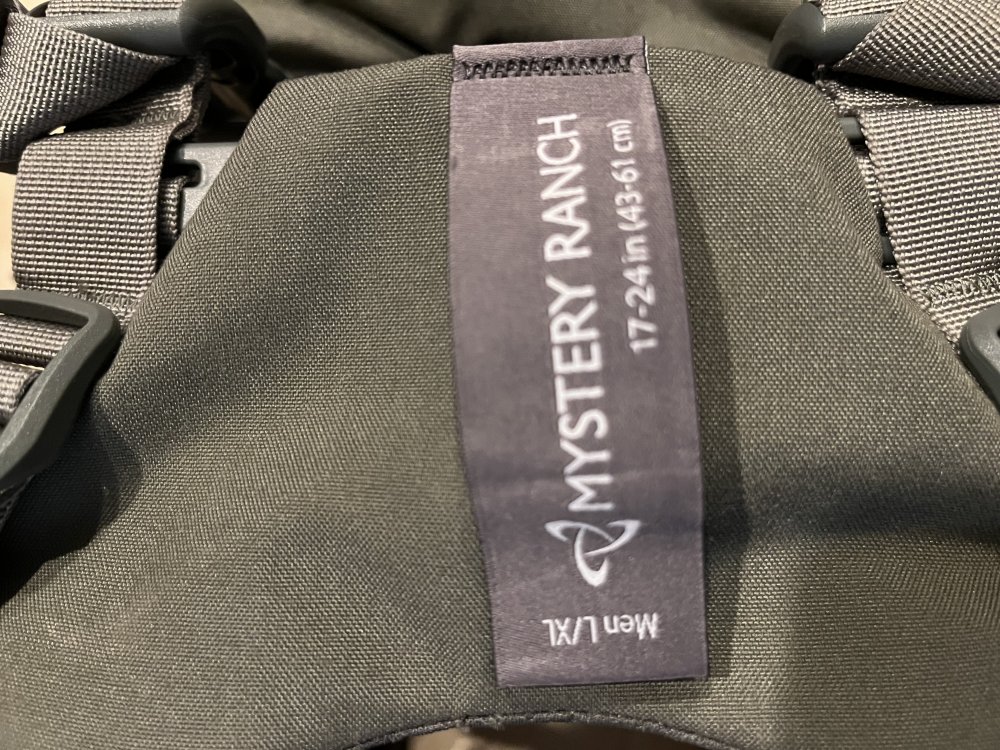 MYSTERY RANCH
17-24 in (43-61 cm)
Men L/XL